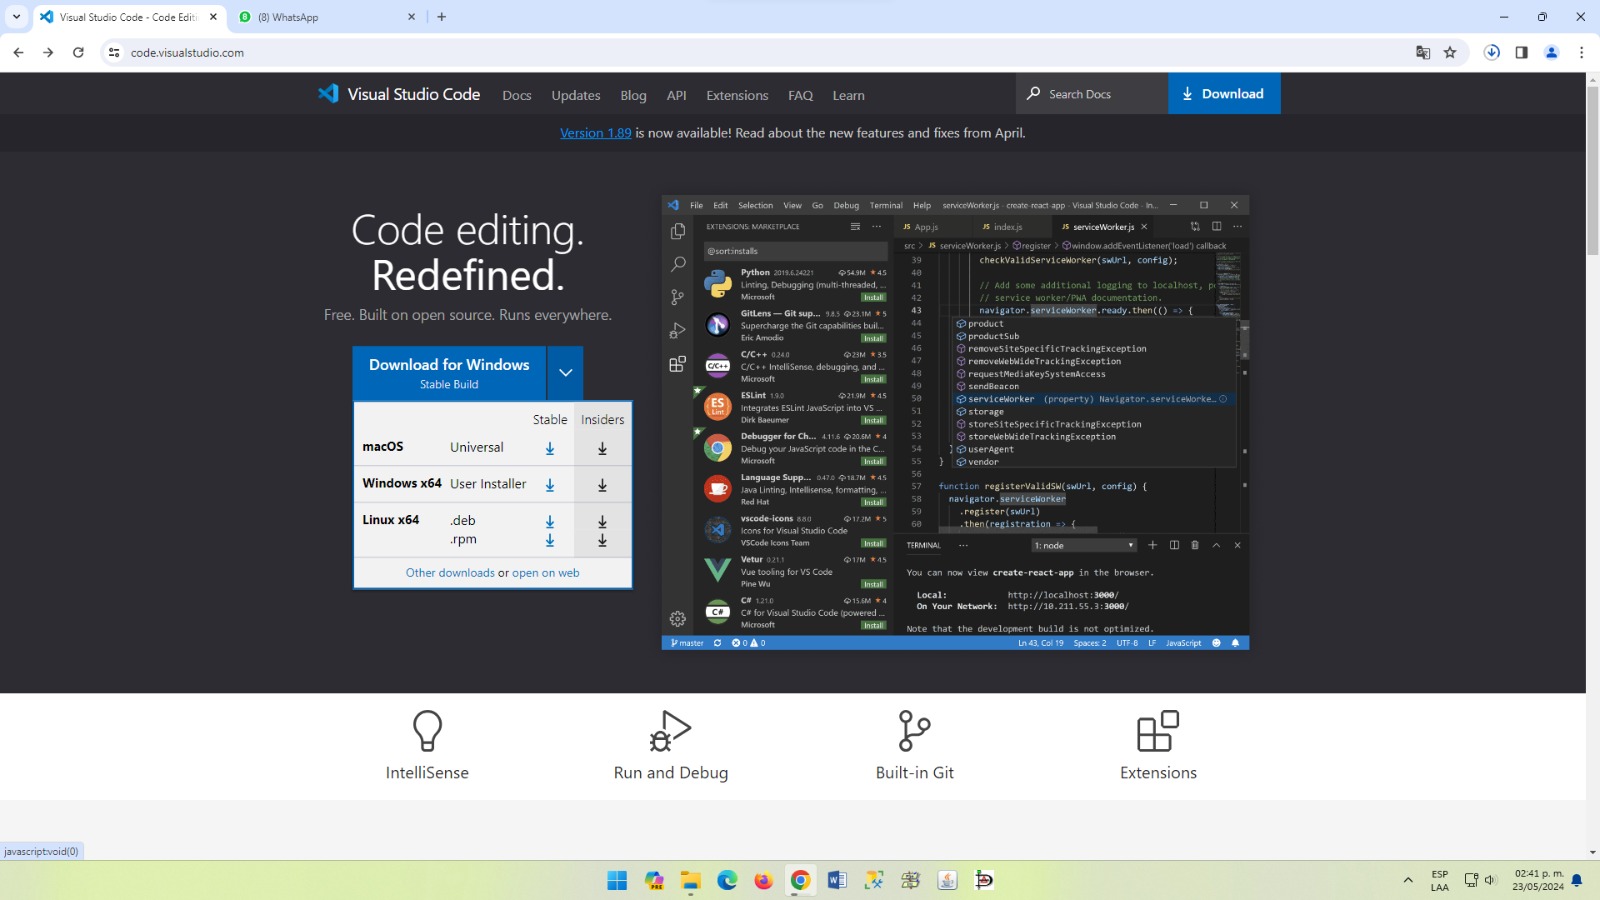 Visual Studio Code - Code Edit
(8) WhatsApp
code.visualstudio.com
Visual Studio Code
Docs
Updates
Blog
API
Extensions
FAQ
Learn
Search Docs
Download
Version 1.89 is now available! Read about the new features and fixes from April.
Code editing.
Redefined.
Free. Built on open source. Runs everywhere.
Download for Windows
Stable Build
Stable Insiders
macOS Universal
Windows x64 User Installer
Linux x64 .deb
.rpm
Other downloads or open on web
File Edit Selection View Go Debug Terminal Help serviceWorker.js - create-react-app - Visual Studio Code - In...
EXTENSIONS: MARKETPLACE
@sort:installs
Python 2019.6.24221 54.9M 4.5
Linting, Debugging (multi-threaded, ...
Microsoft Install
GitLens — Git sup... 9.8.5 23.1M 5
Supercharge the Git capabilities buil...
Eric Amodio Install
C/C++ 0.24.0 23M 3.5
C/C++ IntelliSense, debugging, and ...
Microsoft Install
ESLint 1.9.0 21.9M 4.5
Integrates ESLint JavaScript into VS ...
Dirk Baeumer Install
Debugger for Ch... 4.11.6 20.6M 4
Debug your JavaScript code in the C...
Microsoft Install
Language Supp... 0.47.0 18.7M 4.5
Java Linting, Intellisense, formatting, ...
Red Hat Install
vscode-icons 8.8.0 17.2M 5
Icons for Visual Studio Code
VSCode Icons Team Install
Vetur 0.21.1 17M 4.5
Vue tooling for VS Code
Pine Wu Install
C# 1.21.0 15.6M 4
C# for Visual Studio Code (powered ...
Microsoft Install
JS App.js JS index.js JS serviceWorker.js
src > JS serviceWorker.js > register > window.addEventListener('load') callback
39 checkValidServiceWorker(swUrl, config);
40
41 // Add some additional logging to localhost, p
42 // service worker/PWA documentation.
43 navigator.serviceWorker.ready.then(() => {
44 product
45 productSub
46 removeSiteSpecificTrackingException
47 removeWebWideTrackingException
48 requestMediaKeySystemAccess
49 sendBeacon
50 serviceWorker (property) Navigator.serviceWorke...
51 storage
52 storeSiteSpecificTrackingException
53 storeWebWideTrackingException
54 } userAgent
55 } vendor
56
57 function registerValidSW(swUrl, config) {
58 navigator.serviceWorker
59 .register(swUrl)
60 .then(registration => {
TERMINAL ... 1: node
You can now view create-react-app in the browser.
Local: http://localhost:3000/
On Your Network: http://10.211.55.3:3000/
Note that the development build is not optimized.
master 0 0 Ln 43, Col 19 Spaces: 2 UTF-8 LF JavaScript
IntelliSense
Run and Debug
Built-in Git
Extensions
javascript:void(0)
PRE
ESP
LAA
02:41 p. m.
23/05/2024